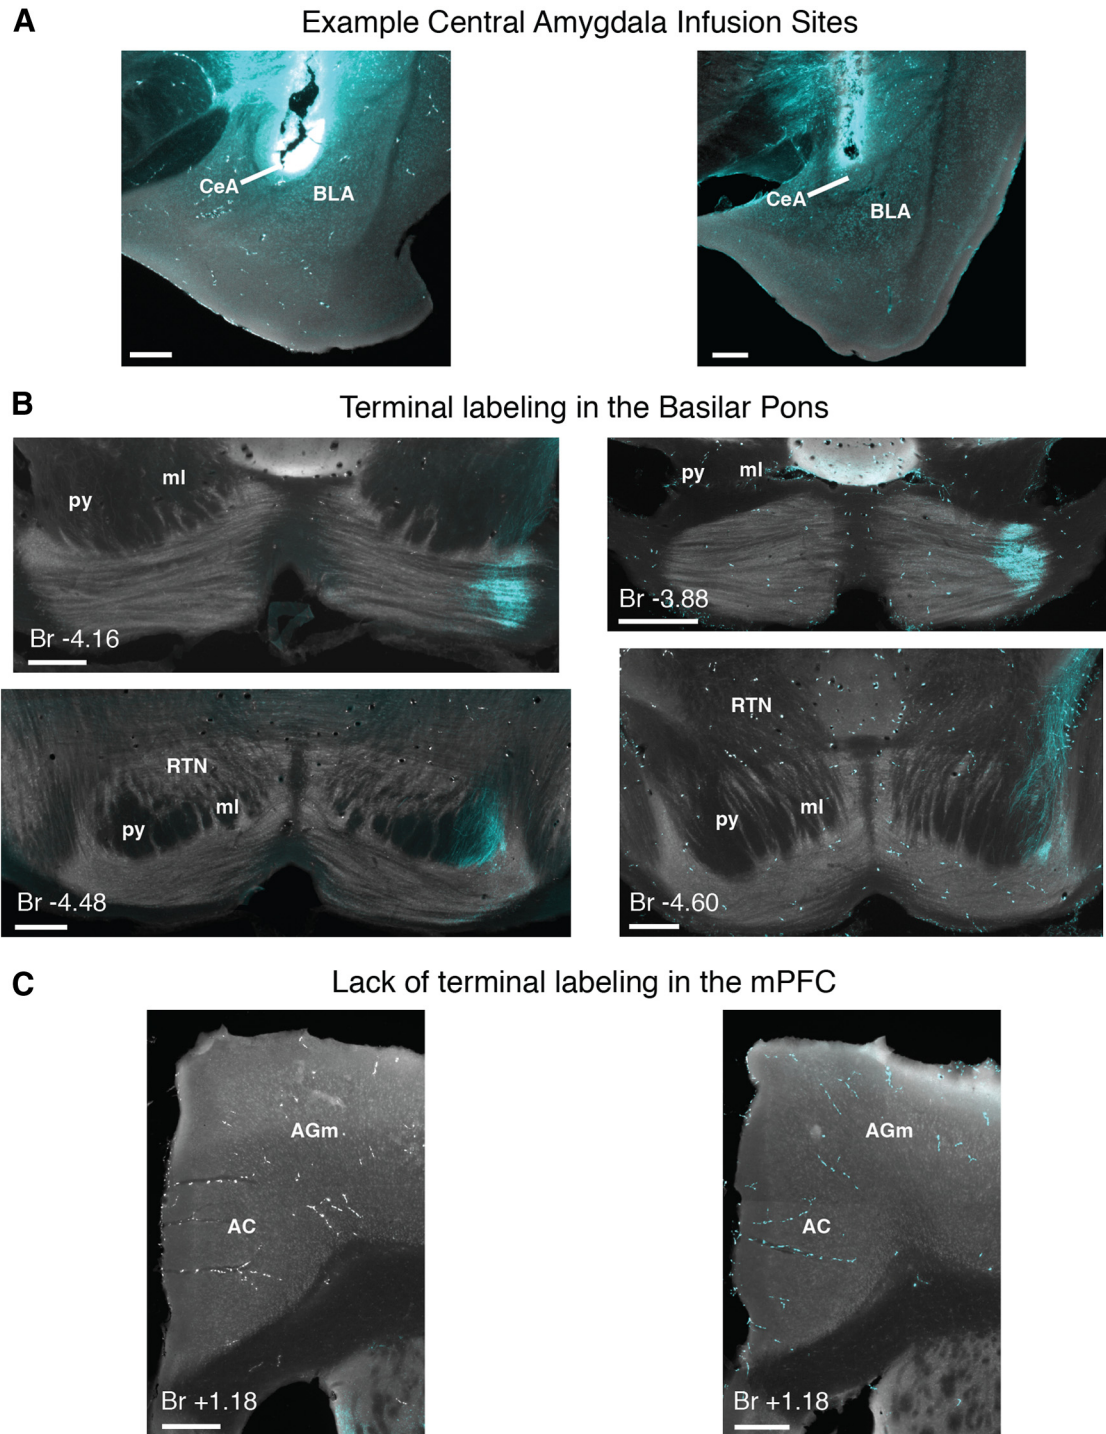 A
Example Central Amygdala Infusion Sites
CeA
BLA
CeA
BLA
B
Terminal labeling in the Basilar Pons
py
ml
Br -4.16
py
ml
Br -3.88
RTN
ml
py
Br -4.48
RTN
ml
py
Br -4.60
C
Lack of terminal labeling in the mPFC
AGm
AC
Br +1.18
AGm
AC
Br +1.18